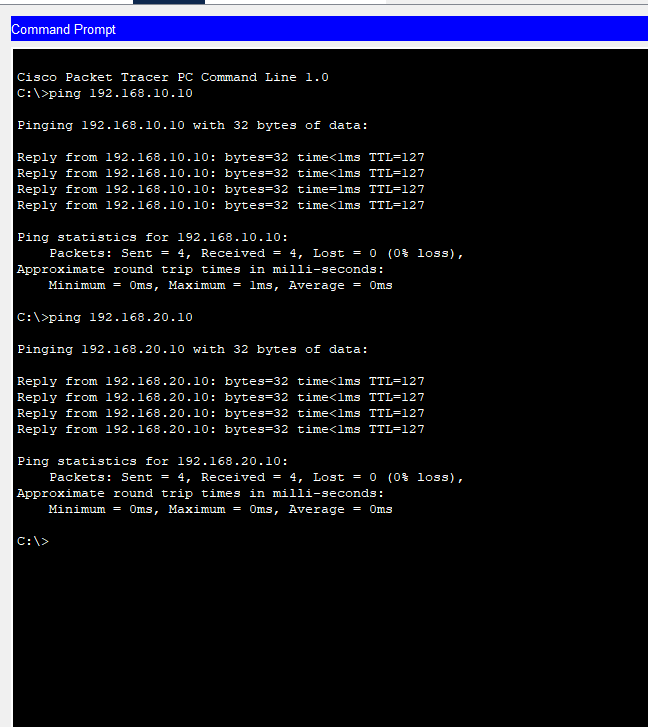 Command Prompt
Cisco Packet Tracer PC Command Line 1.0
C:\>ping 192.168.10.10
Pinging 192.168.10.10 with 32 bytes of data:
Reply from 192.168.10.10: bytes=32 time<1ms TTL=127
Reply from 192.168.10.10: bytes=32 time<1ms TTL=127
Reply from 192.168.10.10: bytes=32 time=1ms TTL=127
Reply from 192.168.10.10: bytes=32 time<1ms TTL=127
Ping statistics for 192.168.10.10:
    Packets: Sent = 4, Received = 4, Lost = 0 (0% loss),
Approximate round trip times in milli-seconds:
    Minimum = 0ms, Maximum = 1ms, Average = 0ms
C:\>ping 192.168.20.10
Pinging 192.168.20.10 with 32 bytes of data:
Reply from 192.168.20.10: bytes=32 time<1ms TTL=127
Reply from 192.168.20.10: bytes=32 time<1ms TTL=127
Reply from 192.168.20.10: bytes=32 time<1ms TTL=127
Reply from 192.168.20.10: bytes=32 time<1ms TTL=127
Ping statistics for 192.168.20.10:
    Packets: Sent = 4, Received = 4, Lost = 0 (0% loss),
Approximate round trip times in milli-seconds:
    Minimum = 0ms, Maximum = 0ms, Average = 0ms
C:\>